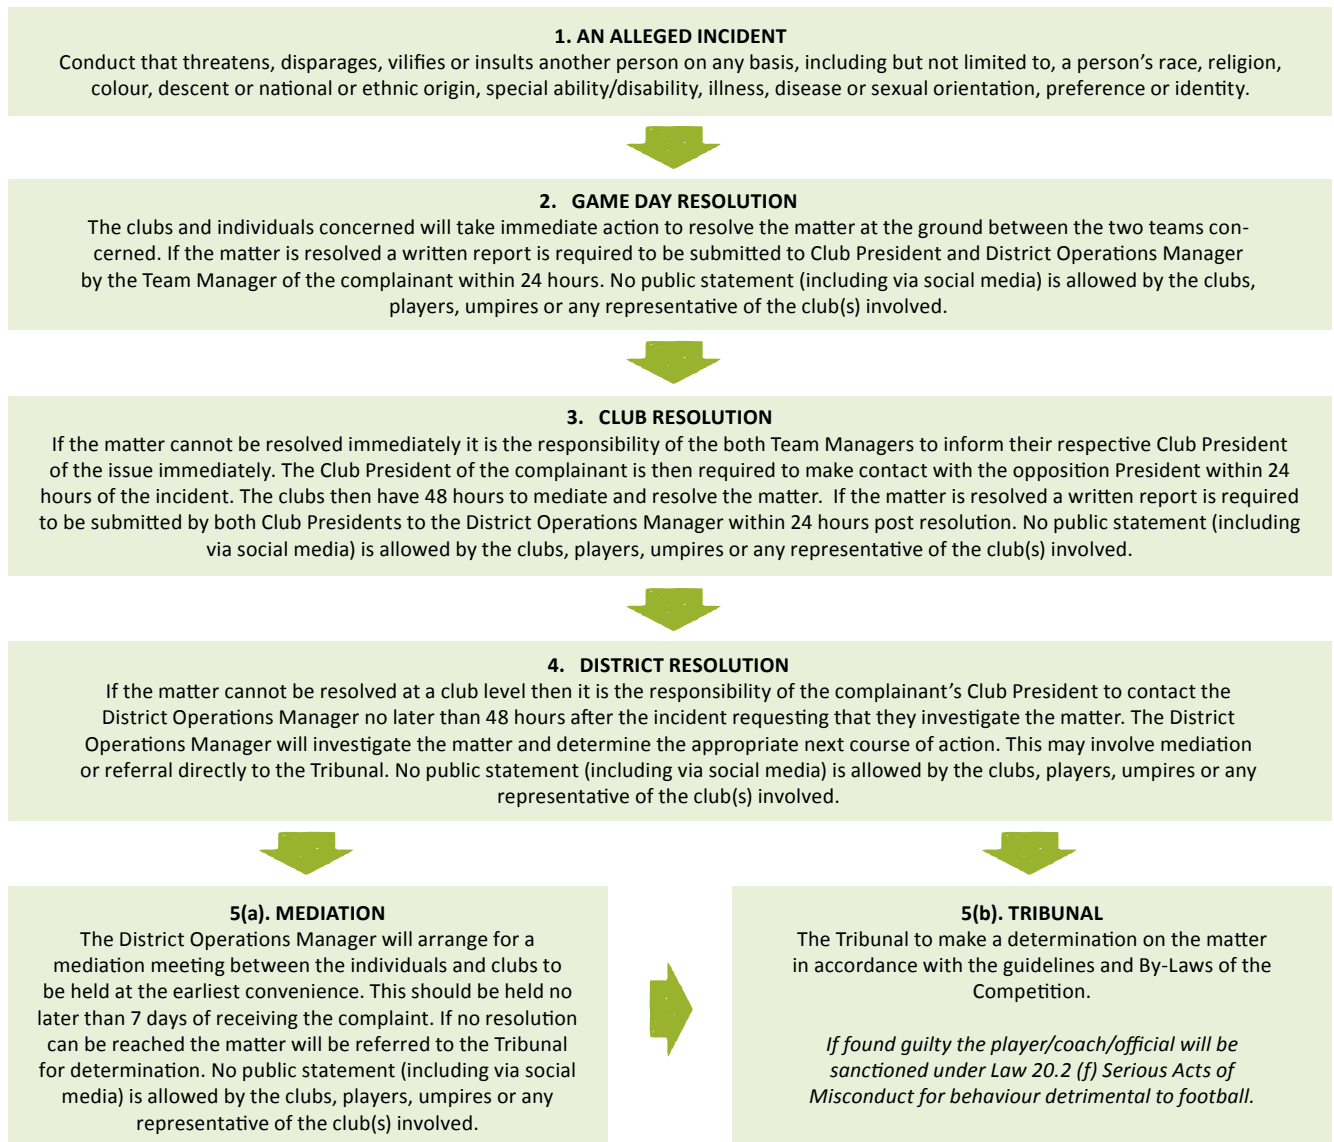 1. AN ALLEGED INCIDENT
Conduct that threatens, disparages, vilifies or insults another person on any basis, including but not limited to, a person’s race, religion,
colour, descent or national or ethnic origin, special ability/disability, illness, disease or sexual orientation, preference or identity.
2. GAME DAY RESOLUTION
The clubs and individuals concerned will take immediate action to resolve the matter at the ground between the two teams con-
cerned. If the matter is resolved a written report is required to be submitted to Club President and District Operations Manager
by the Team Manager of the complainant within 24 hours. No public statement (including via social media) is allowed by the clubs,
players, umpires or any representative of the club(s) involved.
3. CLUB RESOLUTION
If the matter cannot be resolved immediately it is the responsibility of the both Team Managers to inform their respective Club President
of the issue immediately. The Club President of the complainant is then required to make contact with the opposition President within 24
hours of the incident. The clubs then have 48 hours to mediate and resolve the matter. If the matter is resolved a written report is required
to be submitted by both Club Presidents to the District Operations Manager within 24 hours post resolution. No public statement (including
via social media) is allowed by the clubs, players, umpires or any representative of the club(s) involved.
4. DISTRICT RESOLUTION
If the matter cannot be resolved at a club level then it is the responsibility of the complainant’s Club President to contact the
District Operations Manager no later than 48 hours after the incident requesting that they investigate the matter. The District
Operations Manager will investigate the matter and determine the appropriate next course of action. This may involve mediation
or referral directly to the Tribunal. No public statement (including via social media) is allowed by the clubs, players, umpires or any
representative of the club(s) involved.
5(a). MEDIATION
The District Operations Manager will arrange for a
mediation meeting between the individuals and clubs to
be held at the earliest convenience. This should be held no
later than 7 days of receiving the complaint. If no resolution
can be reached the matter will be referred to the Tribunal
for determination. No public statement (including via social
media) is allowed by the clubs, players, umpires or any
representative of the club(s) involved.
5(b). TRIBUNAL
The Tribunal to make a determination on the matter
in accordance with the guidelines and By-Laws of the
Competition.
If found guilty the player/coach/official will be
sanctioned under Law 20.2 (f) Serious Acts of
Misconduct for behaviour detrimental to football.